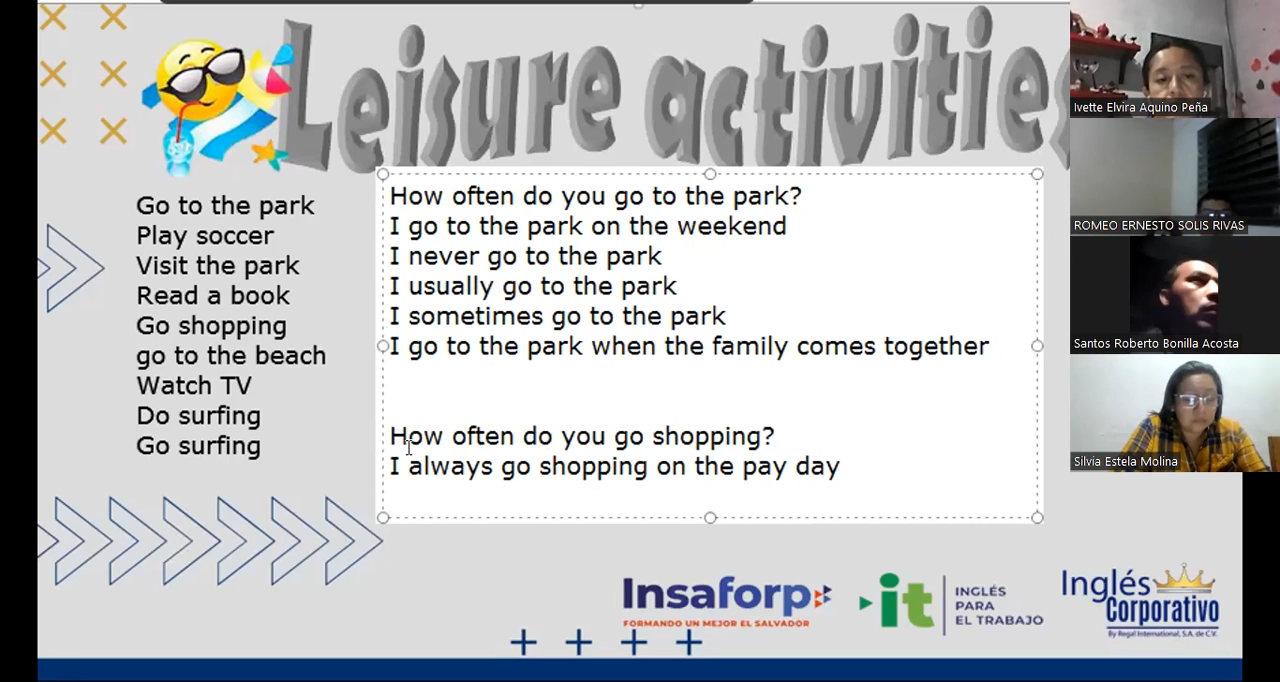 Leisure activities
Go to the park
Play soccer
Visit the park
Read a book
Go shopping
go to the beach
Watch TV
Do surfing
Go surfing
How often do you go to the park?
I go to the park on the weekend
I never go to the park
I usually go to the park
I sometimes go to the park
I go to the park when the family comes together
How often do you go shopping?
I always go shopping on the pay day
Insaforp
FORMANDO UN MEJOR EL SALVADOR
it
INGLÉS
PARA
EL TRABAJO
Inglés
Corporativo
By Regal International, S.A. de C.V.
Ivette Elvira Aquino Peña
ROMEO ERNESTO SOLIS RIVAS
Santos Roberto Bonilla Acosta
Silvia Estela Molina